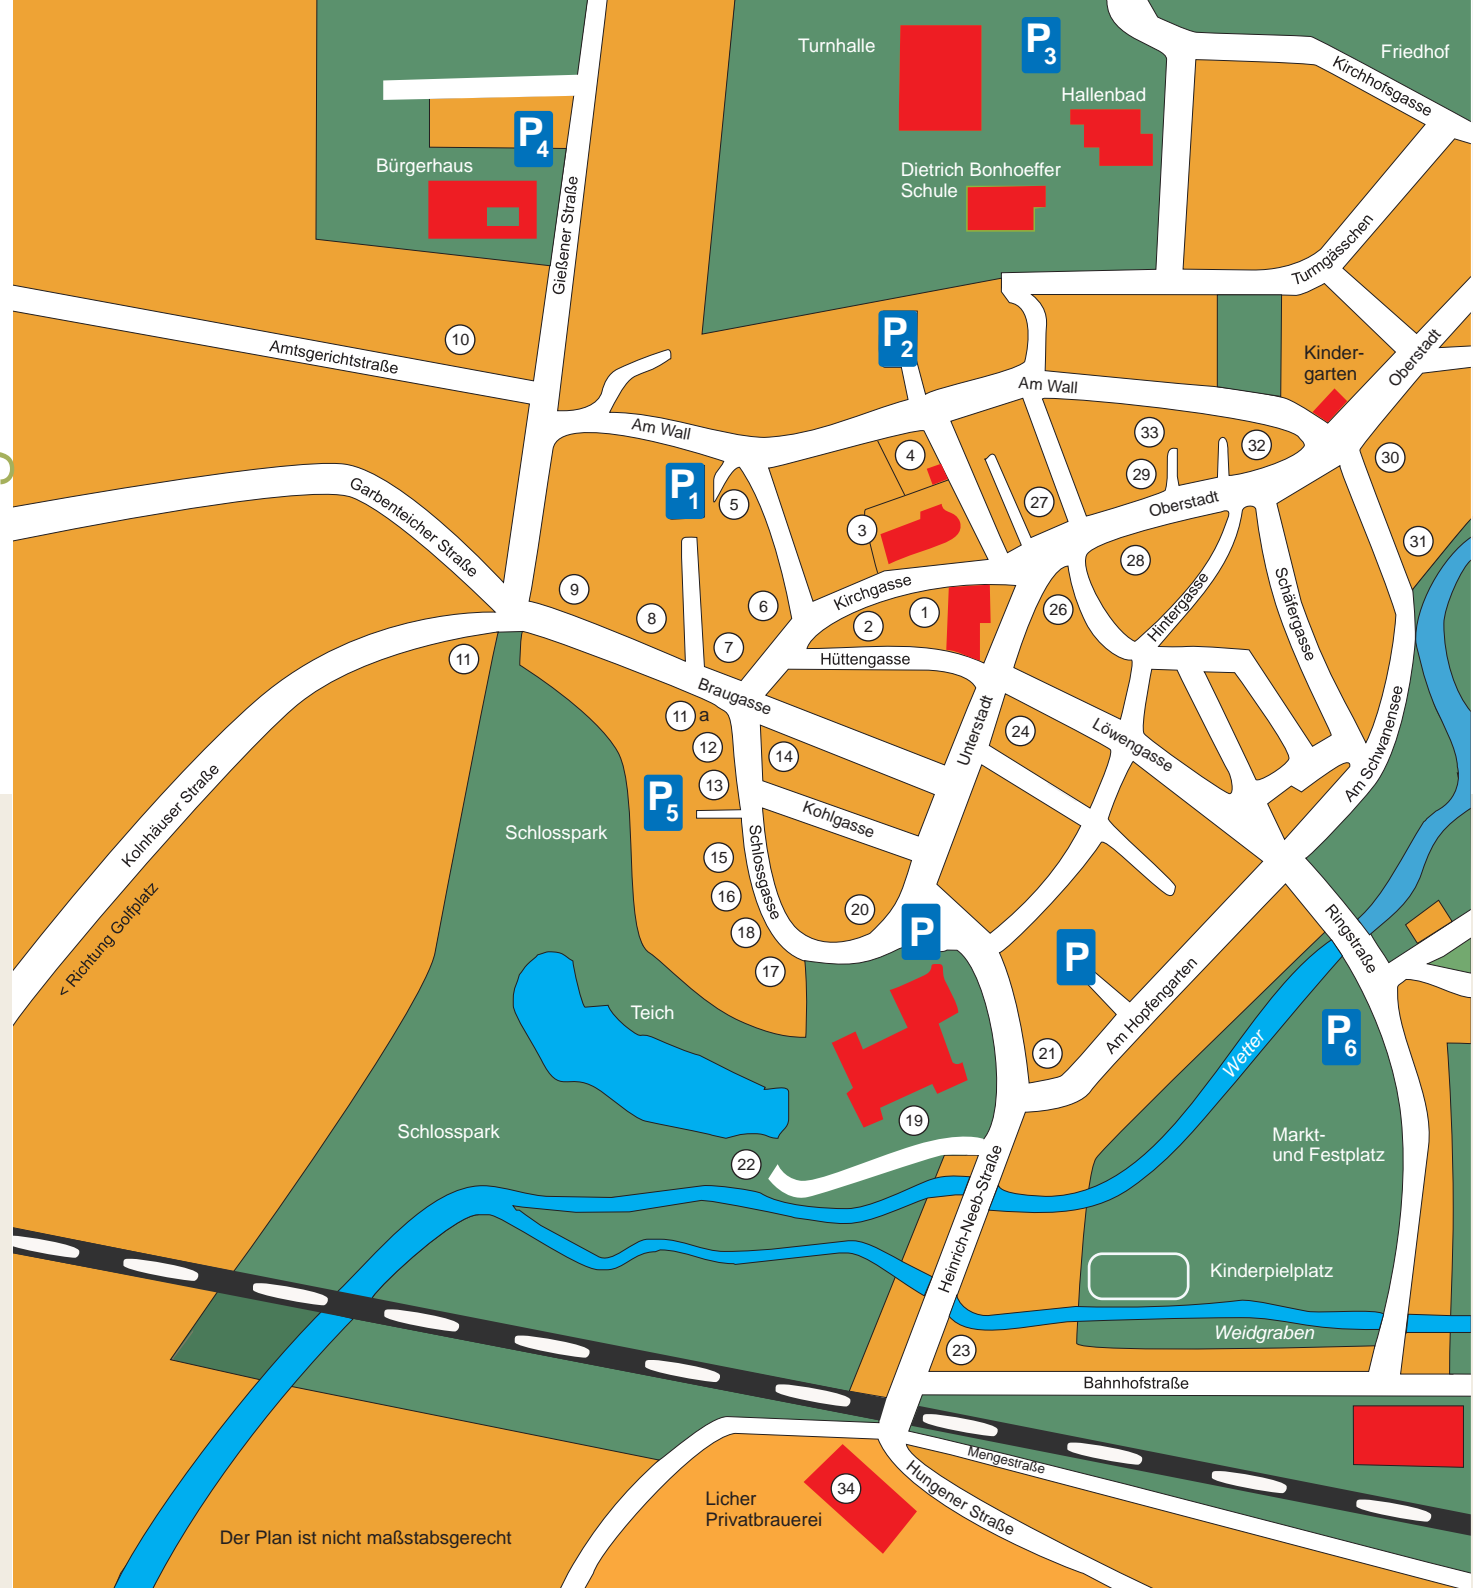 Turnhalle
P3
Friedhof
Kirchhofsgasse
Hallenbad
P4
Bürgerhaus
Dietrich Bonhoeffer
Schule
Gießener Straße
Turmgässchen
P2
10
Amtsgerichtstraße
Kinder-
garten
Oberstadt
Am Wall
Am Wall
33
32
4
30
29
P1
5
27
Oberstadt
Garbenteicher Straße
3
31
28
9
Kirchgasse
Schäfergasse
Hintergasse
8
6
2
1
26
7
11
Hüttengasse
Braugasse
11 a
12
14
Unterstadt
24
Löwengasse
Am Schwanensee
13
P5
Kohlgasse
Kolnhäuser Straße
Schlosspark
Schlossgasse
15
16
20
18
P
P
Ringstraße
< Richtung Golfplatz
17
Teich
Am Hopfengarten
P6
21
Wetter
19
Schlosspark
Markt-
und Festplatz
22
Heinrich-Neeb-Straße
Kinderpielplatz
Weidgraben
23
Bahnhofstraße
Mengestraße
34
Hungener Straße
Licher
Privatbrauerei
Der Plan ist nicht maßstabsgerecht